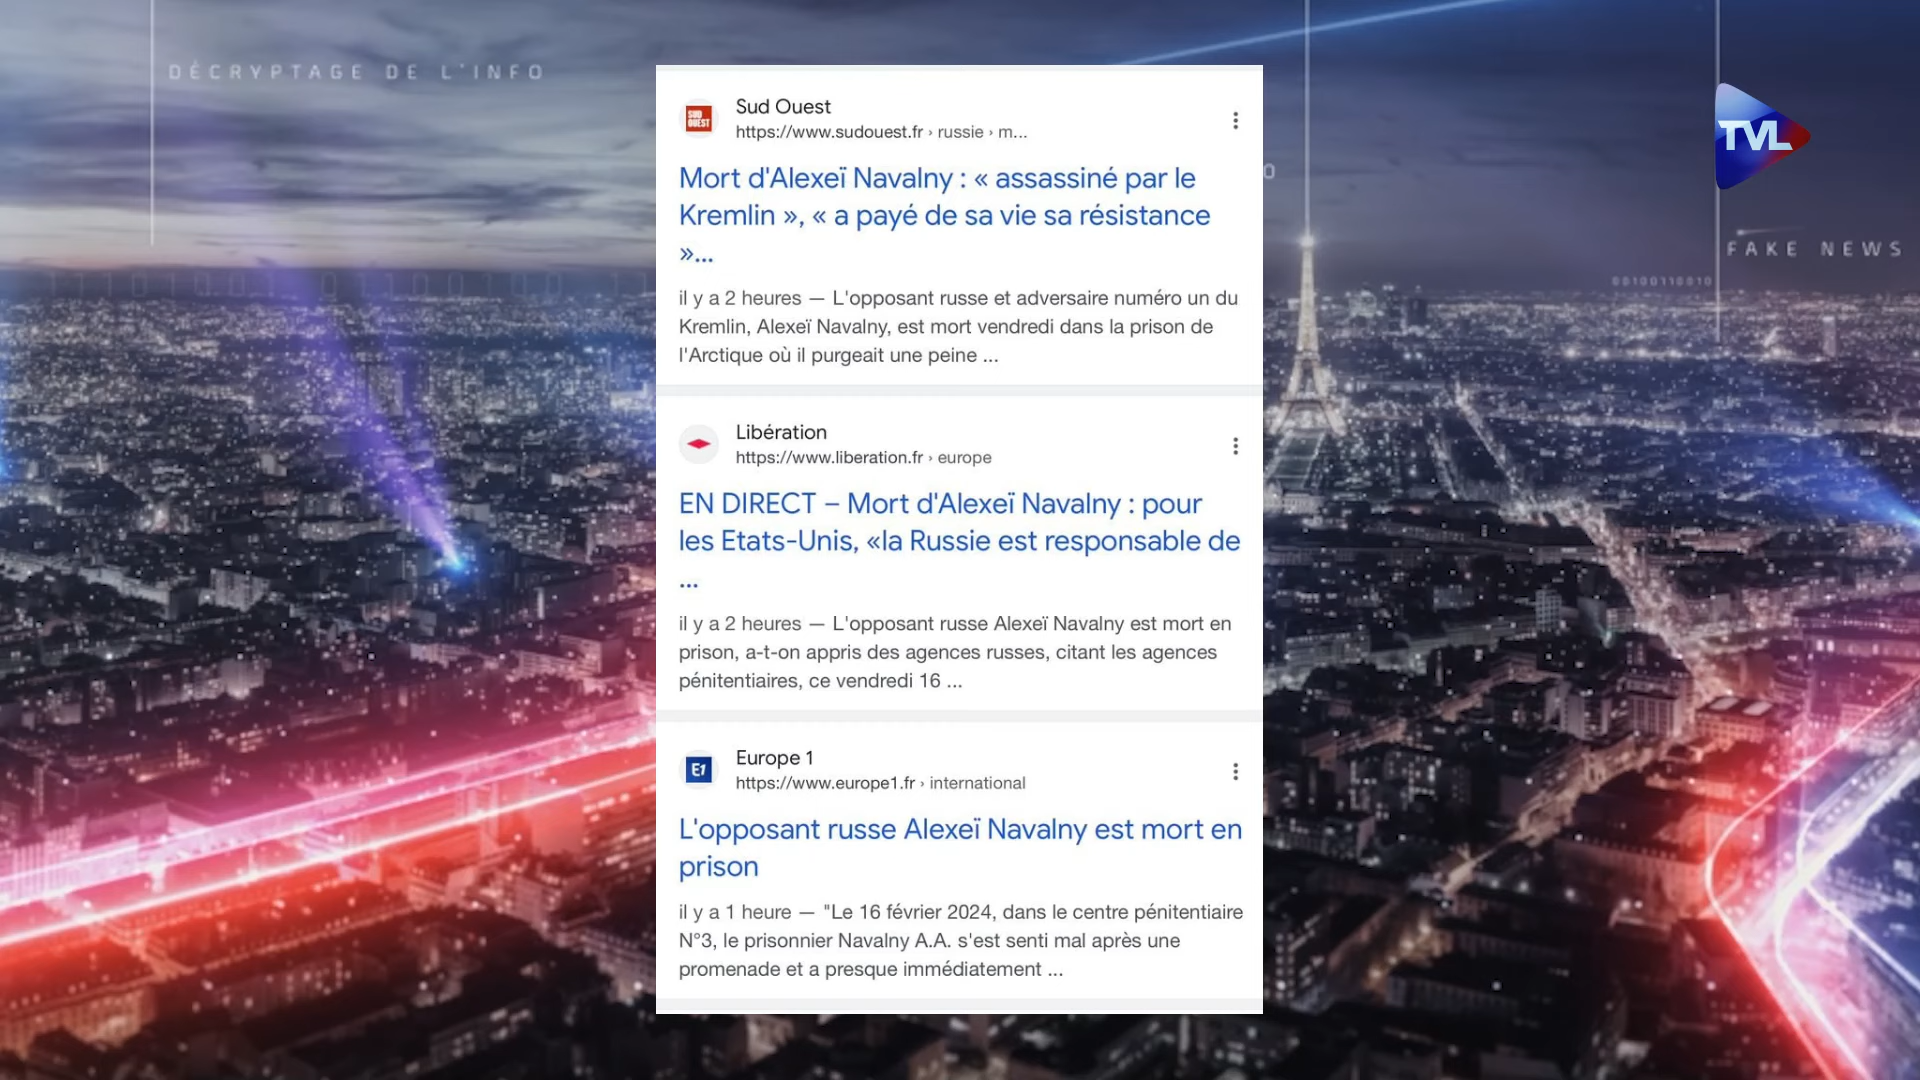 DÉCRYPTAGE DE L'INFO
TVL
FAKE NEWS
00100110010
SUD OUEST
Sud Ouest
https://www.sudouest.fr › russie › m...
Mort d'Alexeï Navalny : « assassiné par le
Kremlin », « a payé de sa vie sa résistance
»...
il y a 2 heures — L'opposant russe et adversaire numéro un du
Kremlin, Alexeï Navalny, est mort vendredi dans la prison de
l'Arctique où il purgeait une peine ...
Libération
https://www.liberation.fr › europe
EN DIRECT – Mort d'Alexeï Navalny : pour
les Etats-Unis, «la Russie est responsable de
...
il y a 2 heures — L'opposant russe Alexeï Navalny est mort en
prison, a-t-on appris des agences russes, citant les agences
pénitentiaires, ce vendredi 16 ...
E1
Europe 1
https://www.europe1.fr › international
L'opposant russe Alexeï Navalny est mort en
prison
il y a 1 heure — "Le 16 février 2024, dans le centre pénitentiaire
N°3, le prisonnier Navalny A.A. s'est senti mal après une
promenade et a presque immédiatement ...